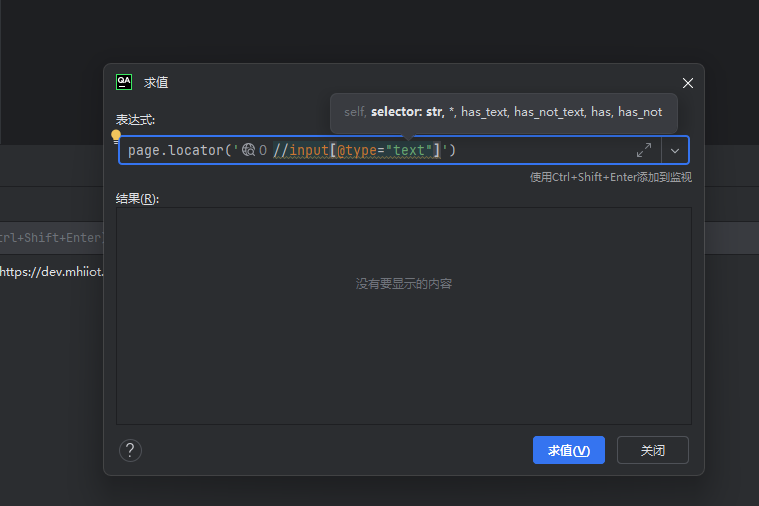 QA 求值
self, selector: str, *, has_text, has_not_text, has, has_not
表达式:
page.locator('0 //input[@type="text"]')
使用Ctrl+Shift+Enter添加到监视
结果(R):
trl+Shift+Enter)
https://dev.mhiiot.
没有要显示的内容
? 求值(V) 关闭